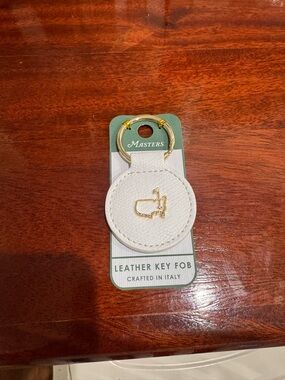 MASTERS
LEATHER KEY FOB
CRAFTED IN ITALY